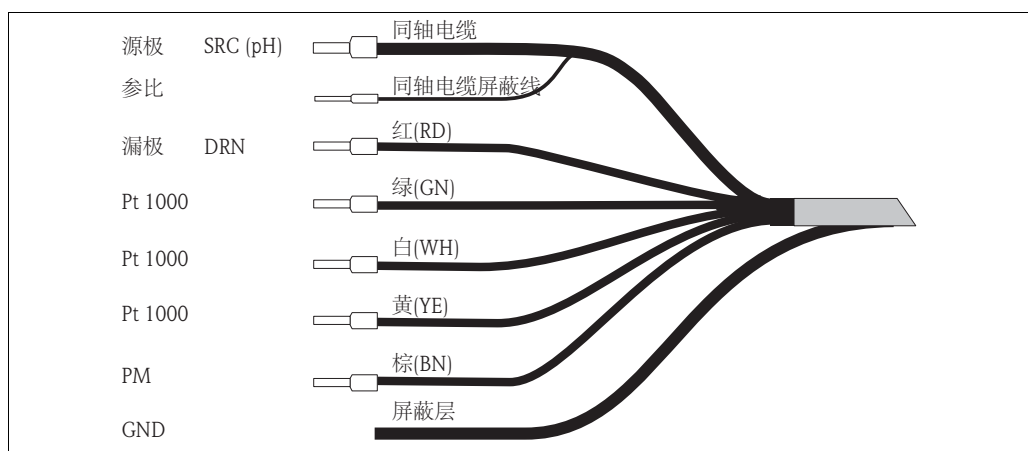 源极 SRC (pH) 同轴电缆
参比 同轴电缆屏蔽线
漏极 DRN 红(RD)
Pt 1000 绿(GN)
Pt 1000 白(WH)
Pt 1000 黄(YE)
PM 棕(BN)
GND 屏蔽层